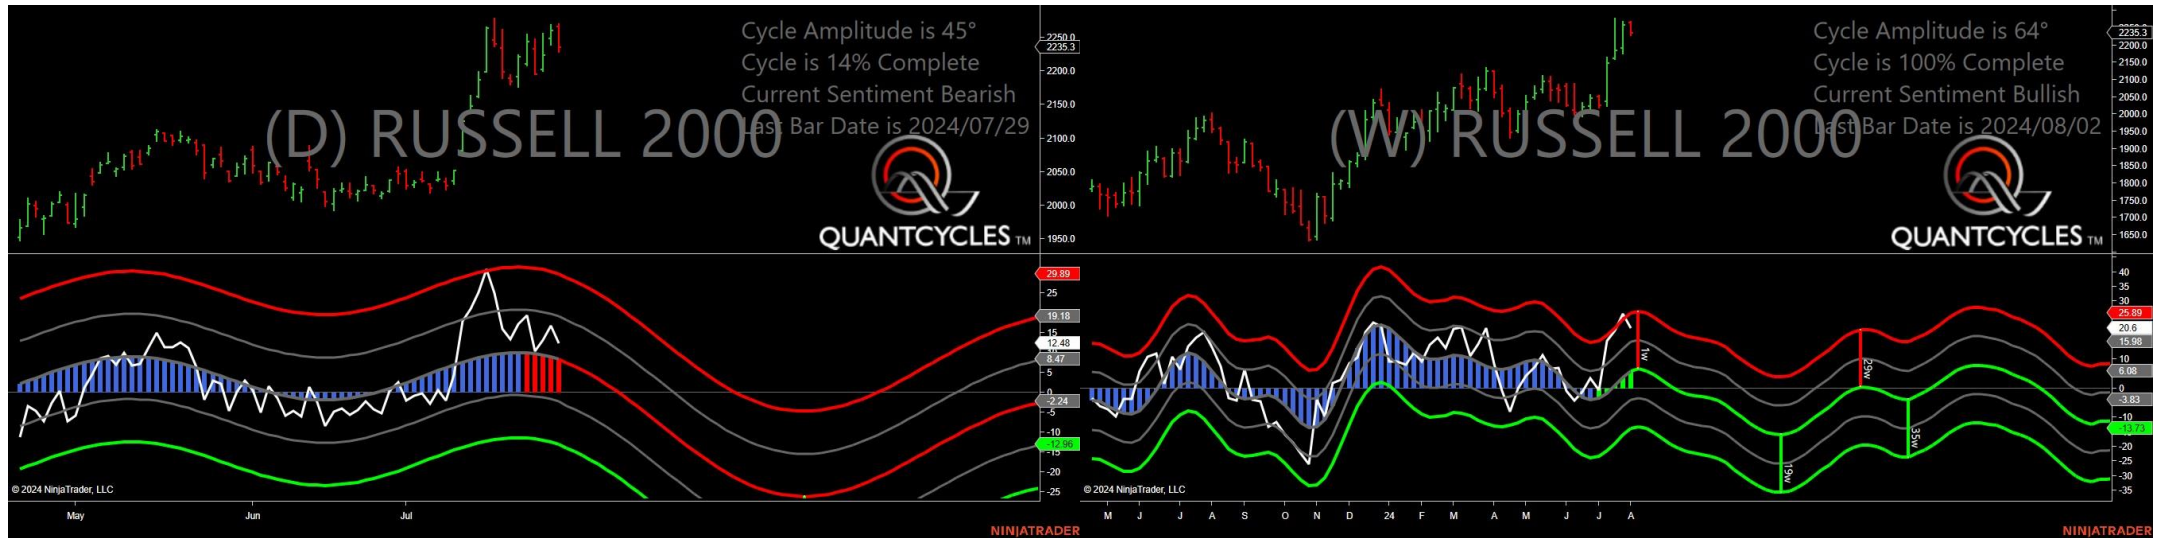 Cycle Amplitude is 45°
Cycle is 14% Complete
Current Sentiment Bearish
Last Bar Date is 2024/07/29
(D) RUSSELL 2000
QUANTCYCLES TM
2250.0
2235.3
2200.0
2150.0
2100.0
2050.0
2000.0
1950.0
29.89
25
19.18
15
12.48
8.47
5
0
-2.24
-5
-10
-12.96
-15
-20
-25
© 2024 NinjaTrader, LLC
May Jun Jul
NINJATRADER
Cycle Amplitude is 64°
Cycle is 100% Complete
Current Sentiment Bullish
Last Bar Date is 2024/08/02
(W) RUSSELL 2000
QUANTCYCLES TM
2235.3
2200.0
2150.0
2100.0
2050.0
2000.0
1950.0
1900.0
1850.0
1800.0
1750.0
1700.0
1650.0
40
35
30
25.89
20.6
15.98
10
6.08
0
-3.83
-10
-13.73
-20
-25
-30
-35
1w
29w
19w
35w
© 2024 NinjaTrader, LLC
M J J A S O N D 24 F M A M J J A
NINJATRADER